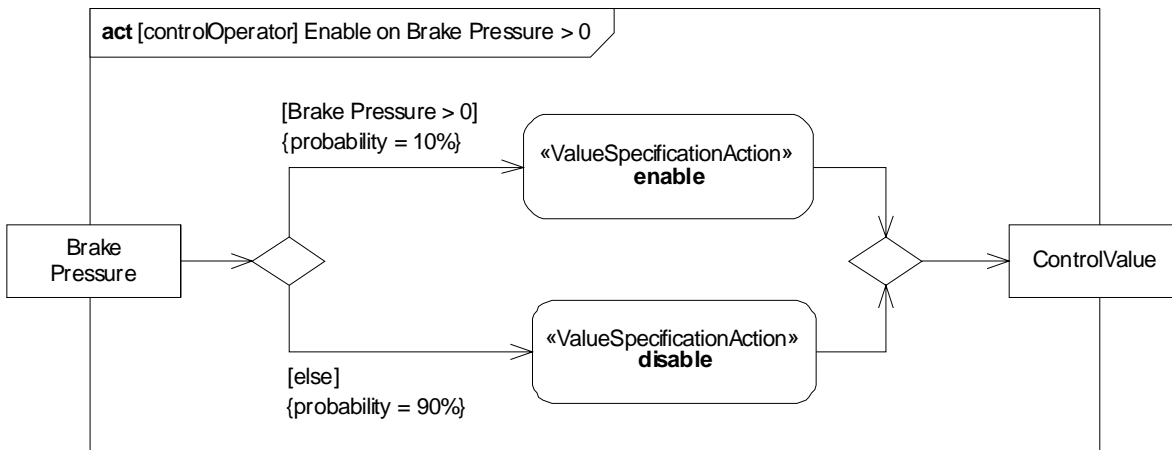 act [controlOperator] Enable on Brake Pressure > 0
[Brake Pressure > 0]
{probability = 10%}
«ValueSpecificationAction»
enable
Brake
Pressure
ControlValue
«ValueSpecificationAction»
disable
[else]
{probability = 90%}